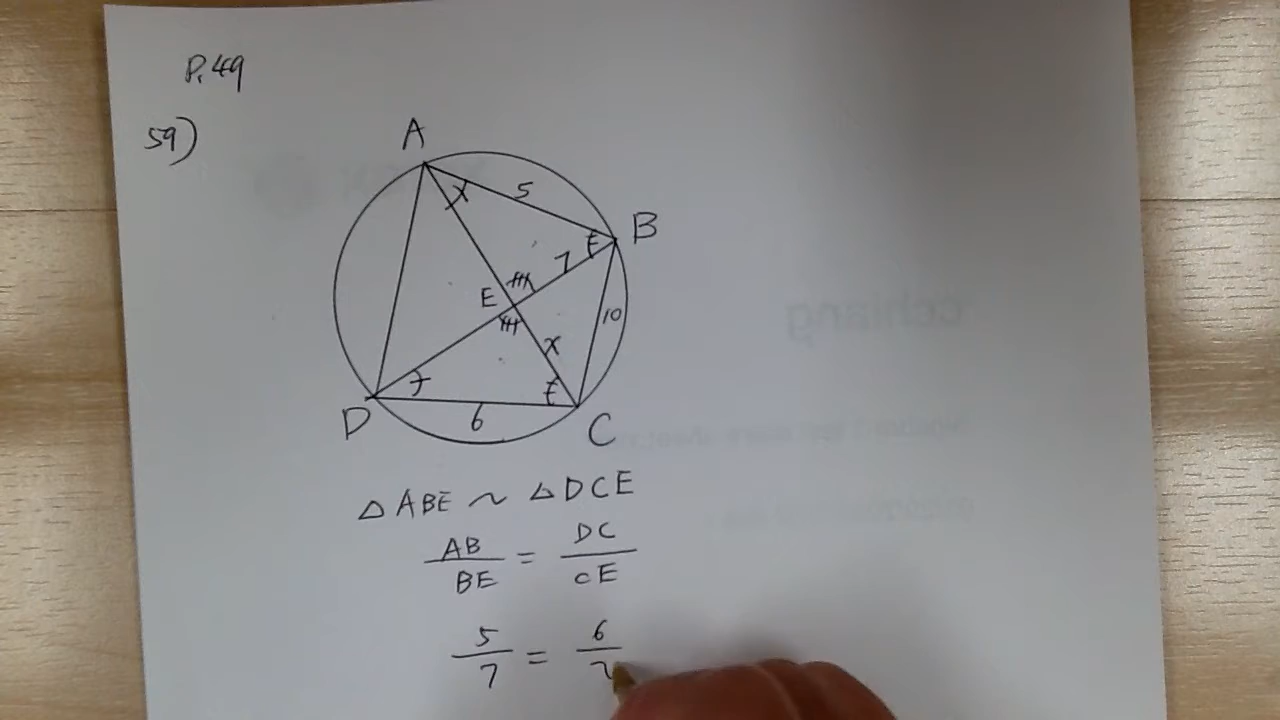 P.49
59)
A
5
B
7
E
10
x
D
6
C
△ABE ~ △DCE
AB
BE
=
DC
CE
5
7
=
6